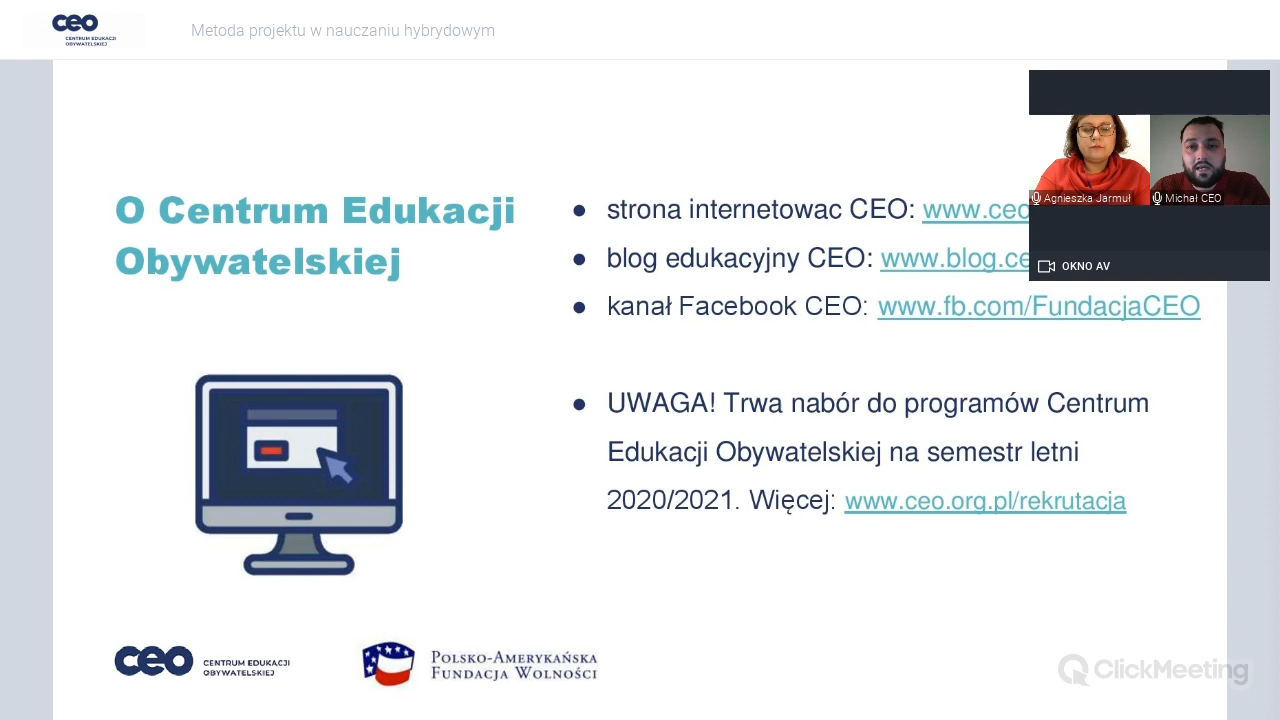 ceo
CENTRUM EDUKACJI
OBYWATELSKIEJ
Metoda projektu w nauczaniu hybrydowym
Agnieszka Jarmuł
Michał CEO
OKNO AV
O Centrum Edukacji
Obywatelskiej
● strona internetowac CEO: www.ceo
● blog edukacyjny CEO: www.blog.ce
● kanał Facebook CEO: www.fb.com/FundacjaCEO
● UWAGA! Trwa nabór do programów Centrum
Edukacji Obywatelskiej na semestr letni
2020/2021. Więcej: www.ceo.org.pl/rekrutacja
ceo
CENTRUM EDUKACJI
OBYWATELSKIEJ
POLSKO-AMERYKAŃSKA
FUNDACJA WOLNOŚCI
ClickMeeting